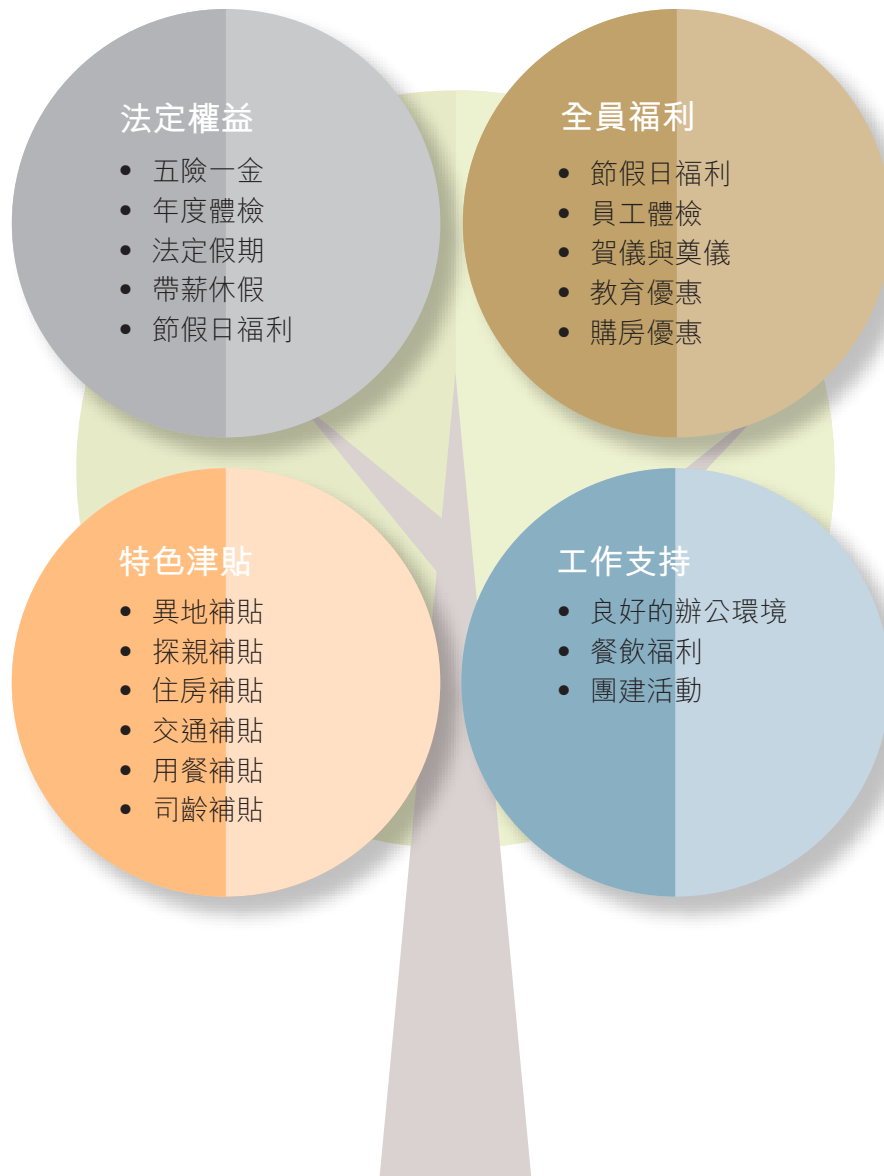 法定權益
• 五險一金
• 年度體檢
• 法定假期
• 帶薪休假
• 節假日福利
全員福利
• 節假日福利
• 員工體檢
• 賀儀與奠儀
• 教育優惠
• 購房優惠
特色津貼
• 異地補貼
• 探親補貼
• 住房補貼
• 交通補貼
• 用餐補貼
• 司齡補貼
工作支持
• 良好的辦公環境
• 餐飲福利
• 團建活動